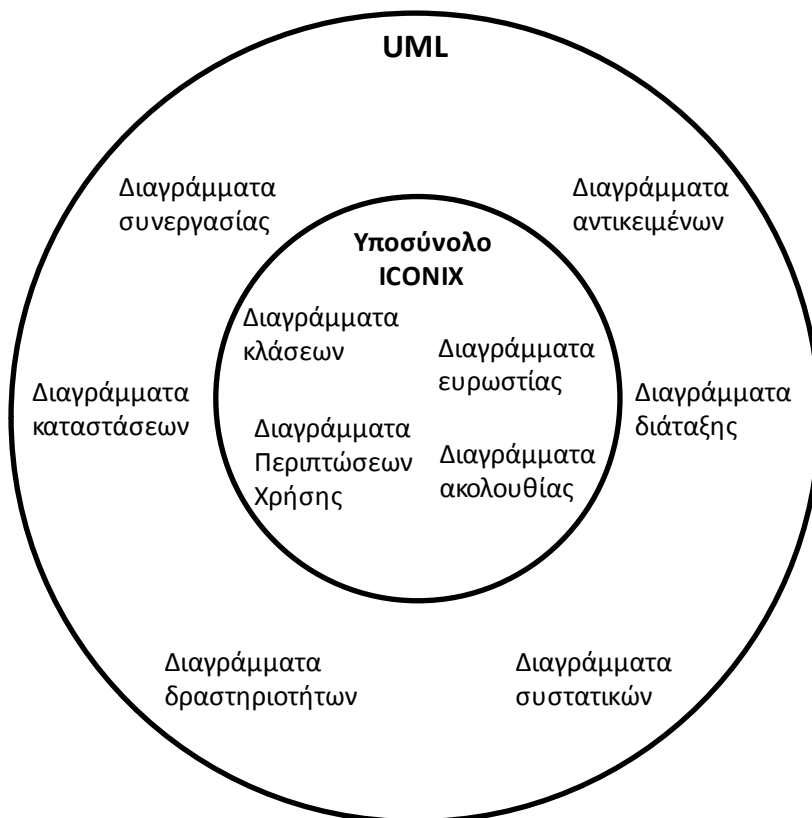 UML
Διαγράμματα
συνεργασίας
Διαγράμματα
αντικειμένων
Υποσύνολο
ICONIX
Διαγράμματα
κλάσεων
Διαγράμματα
ευρωστίας
Διαγράμματα
καταστάσεων
Διαγράμματα
διάταξης
Διαγράμματα
Περιπτώσεων
Χρήσης
Διαγράμματα
ακολουθίας
Διαγράμματα
δραστηριοτήτων
Διαγράμματα
συστατικών